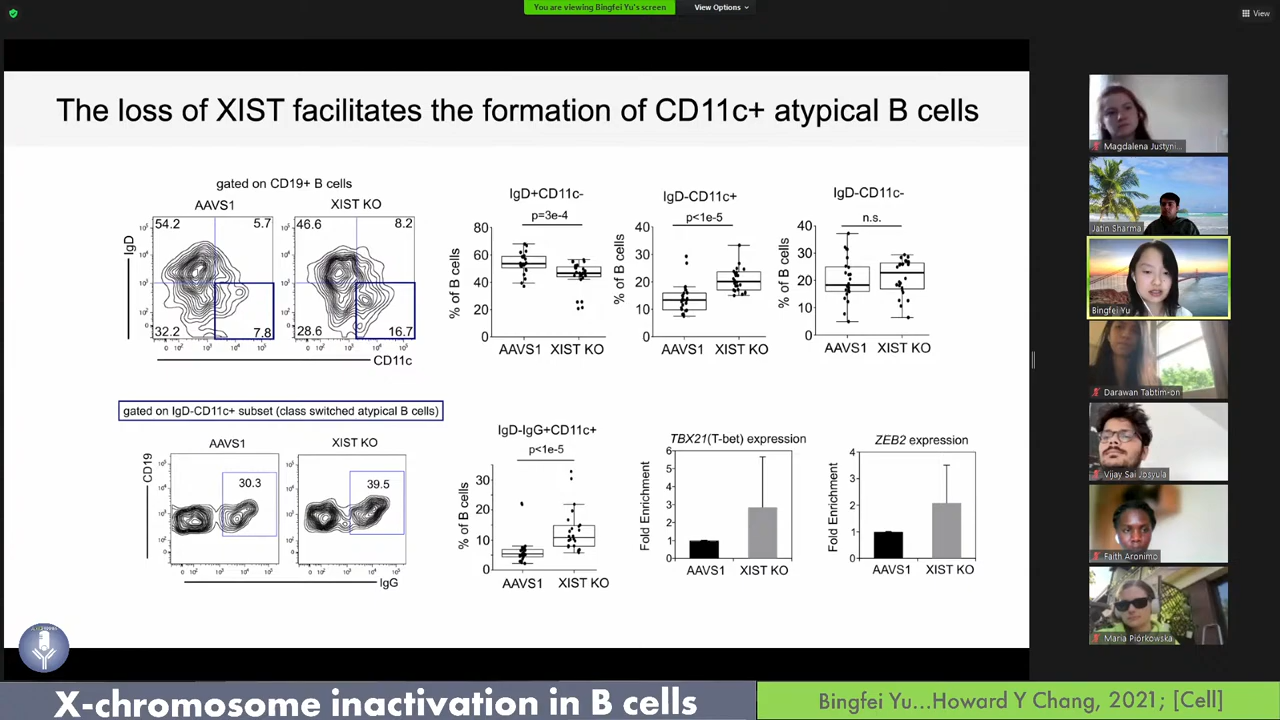 You are viewing Bingfei Yu's screen
View Options
View
The loss of XIST facilitates the formation of CD11c+ atypical B cells
gated on CD19+ B cells
AAVS1
XIST KO
54.2
5.7
46.6
8.2
32.2
7.8
28.6
16.7
IgD
CD11c
IgD+CD11c-
p=3e-4
% of B cells
80
60
40
20
0
AAVS1 XIST KO
IgD-CD11c+
p<1e-5
% of B cells
40
30
20
10
0
AAVS1 XIST KO
IgD-CD11c-
n.s.
% of B cells
40
30
20
10
0
AAVS1 XIST KO
gated on IgD-CD11c+ subset (class switched atypical B cells)
AAVS1
XIST KO
CD19
30.3
39.5
IgG
IgD-IgG+CD11c+
p<1e-5
% of B cells
30
20
10
0
AAVS1 XIST KO
TBX21(T-bet) expression
Fold Enrichment
6
5
4
3
2
1
0
AAVS1 XIST KO
ZEB2 expression
Fold Enrichment
4
3
2
1
0
AAVS1 XIST KO
Magdalena Justyni...
Jatin Sharma
Bingfei Yu
Darawan Tabtim-on
Vijay Sai Josyula
Faith Aronimo
Maria Piórkowska
X-chromosome inactivation in B cells
Bingfei Yu...Howard Y Chang, 2021; [Cell]